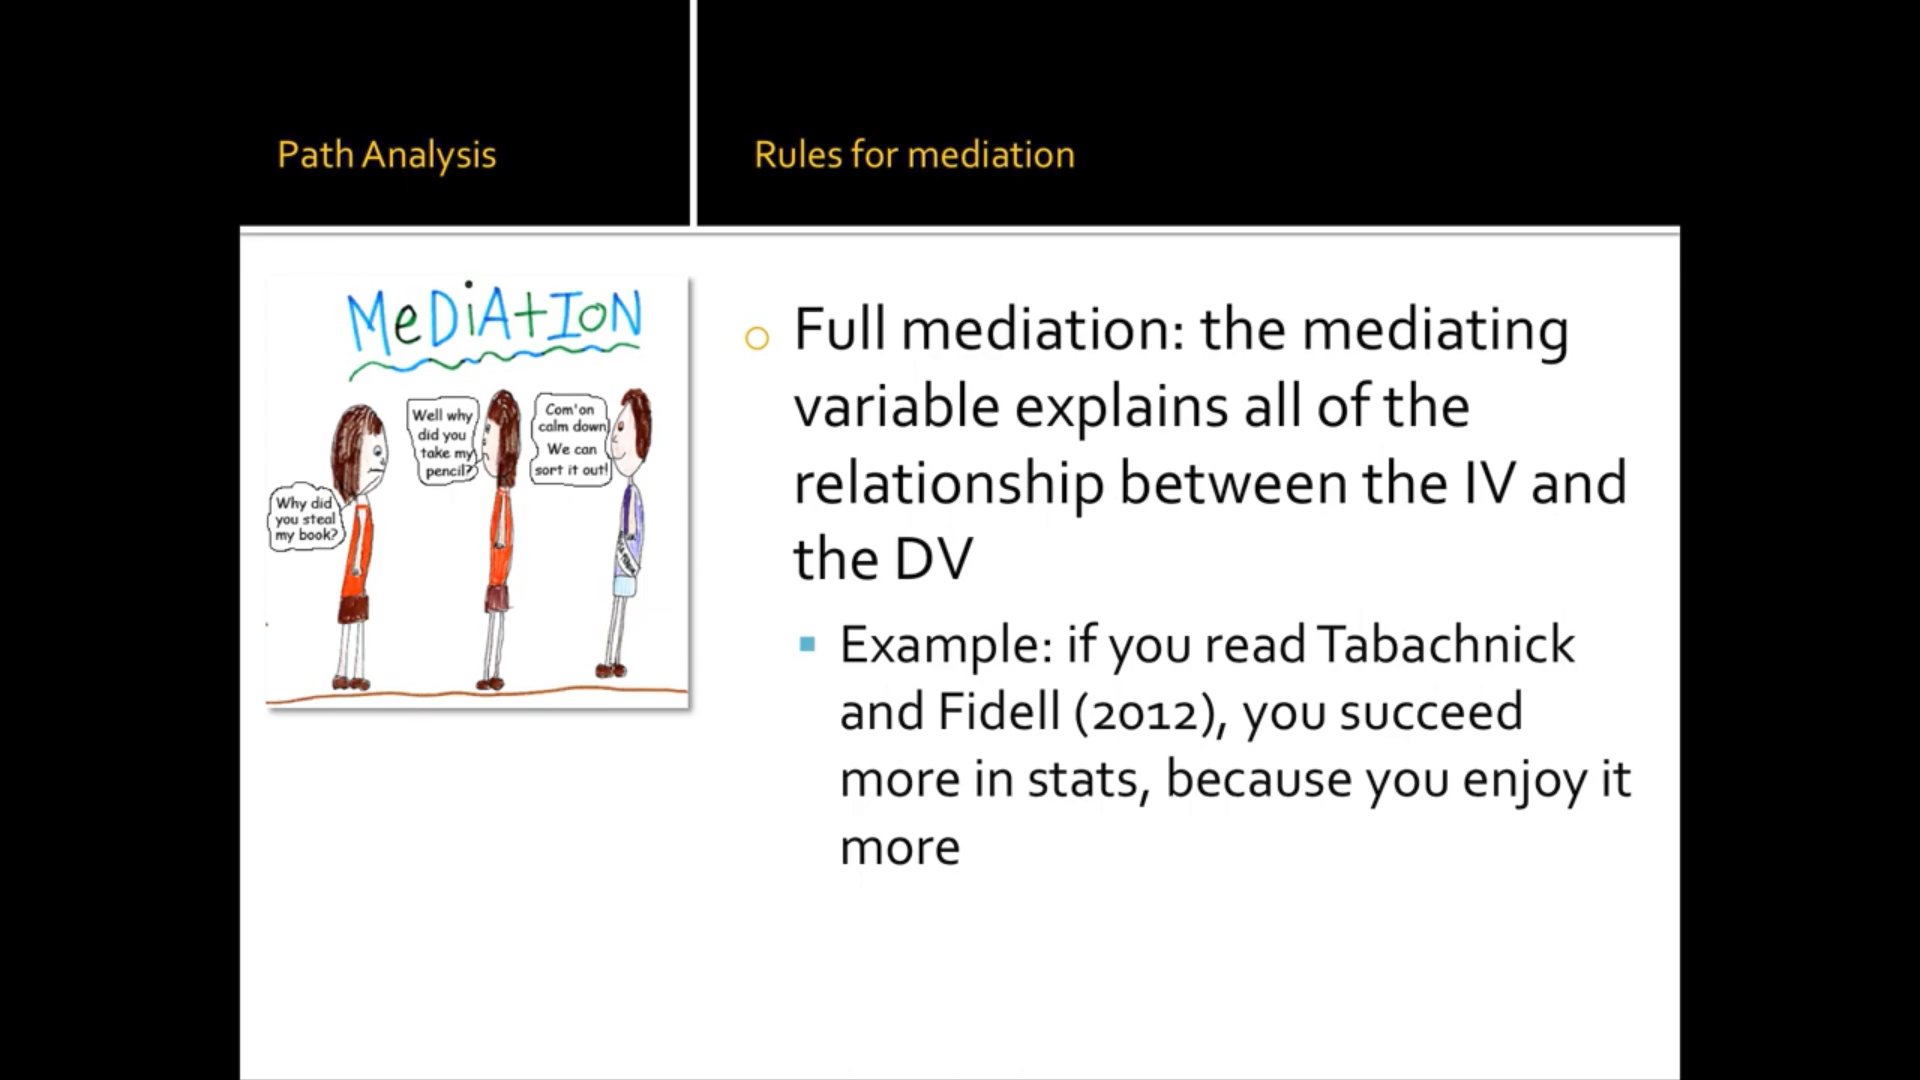 Path Analysis
Rules for mediation
MeDiAtIoN
Why did
you steal
my book?
Well why
did you
take my
pencil?
Com'on
calm down
We can
sort it out!
Full mediation: the mediating
variable explains all of the
relationship between the IV and
the DV
Example: if you read Tabachnick
and Fidell (2012), you succeed
more in stats, because you enjoy it
more